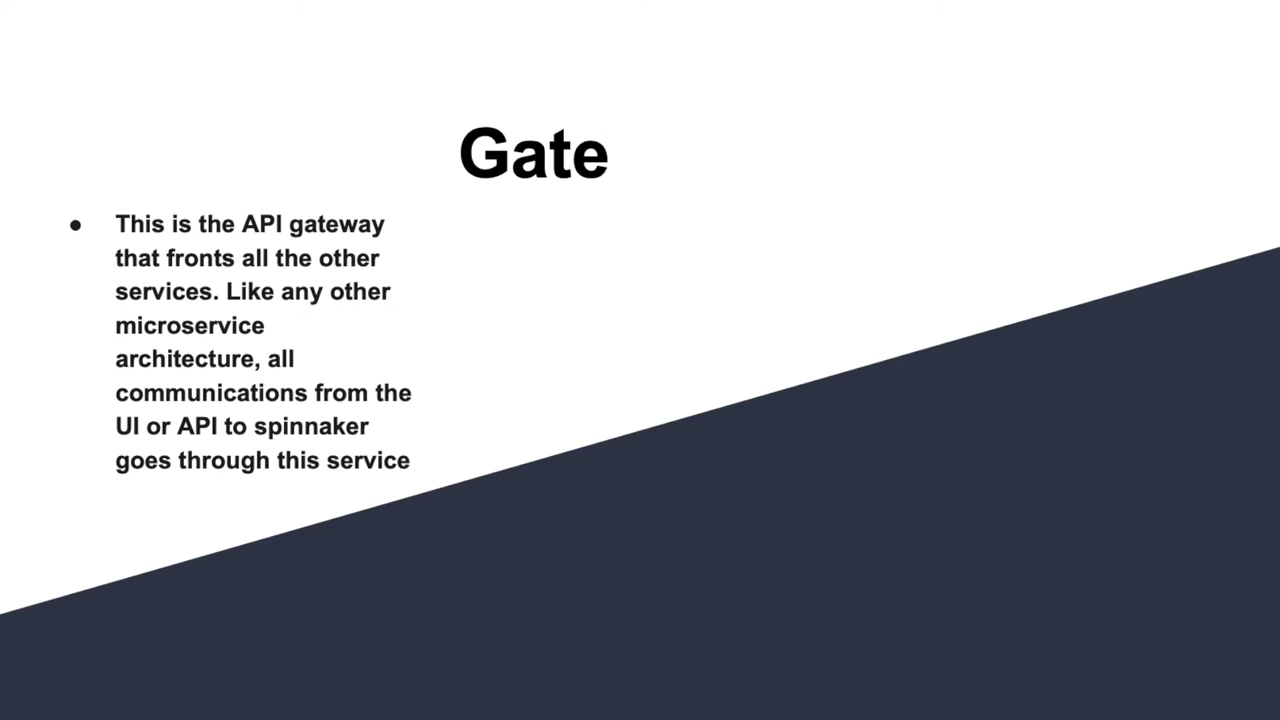 Gate
● This is the API gateway
that fronts all the other
services. Like any other
microservice
architecture, all
communications from the
UI or API to spinnaker
goes through this service